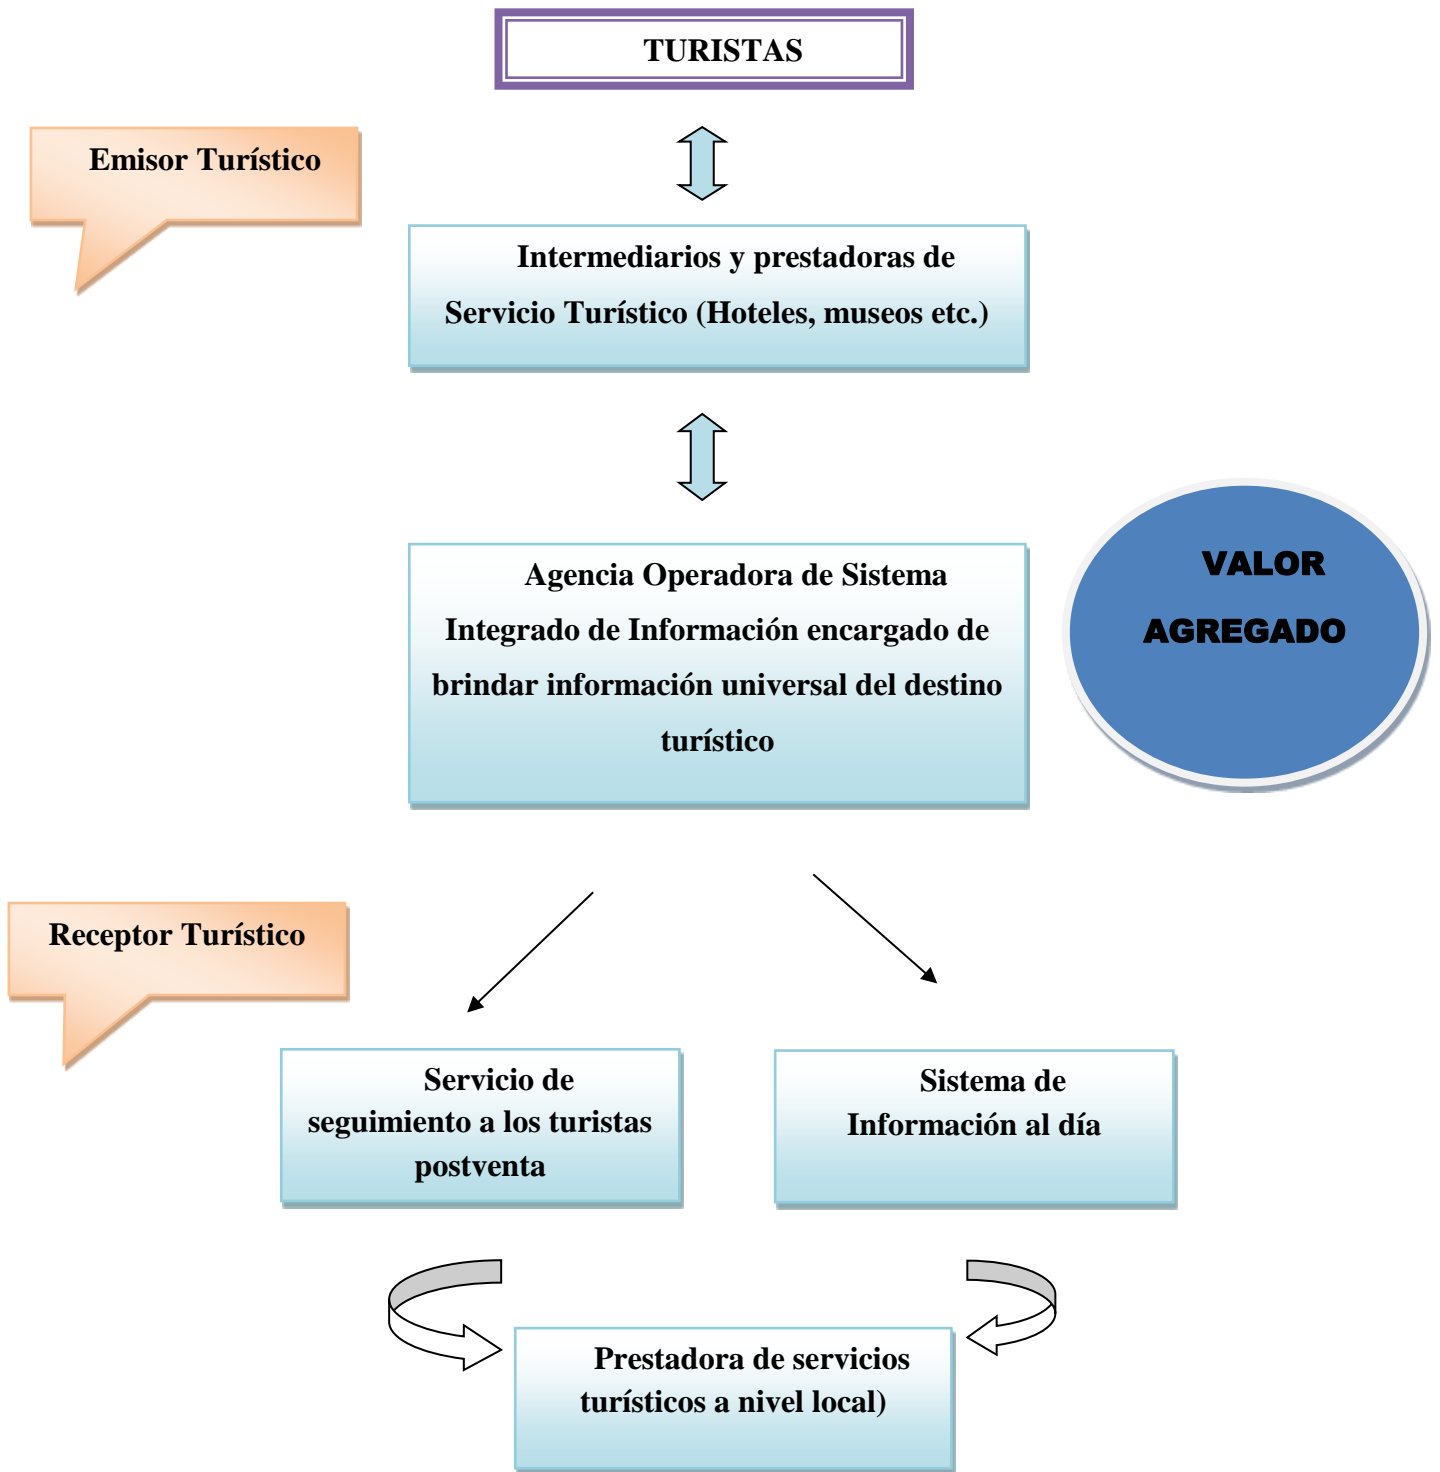 TURISTAS
Emisor Turístico
Intermediarios y prestadoras de
Servicio Turístico (Hoteles, museos etc.)
Agencia Operadora de Sistema
Integrado de Información encargado de
brindar información universal del destino
turístico
VALOR
AGREGADO
Receptor Turístico
Servicio de
seguimiento a los turistas
postventa
Sistema de
Información al día
Prestadora de servicios
turísticos a nivel local)